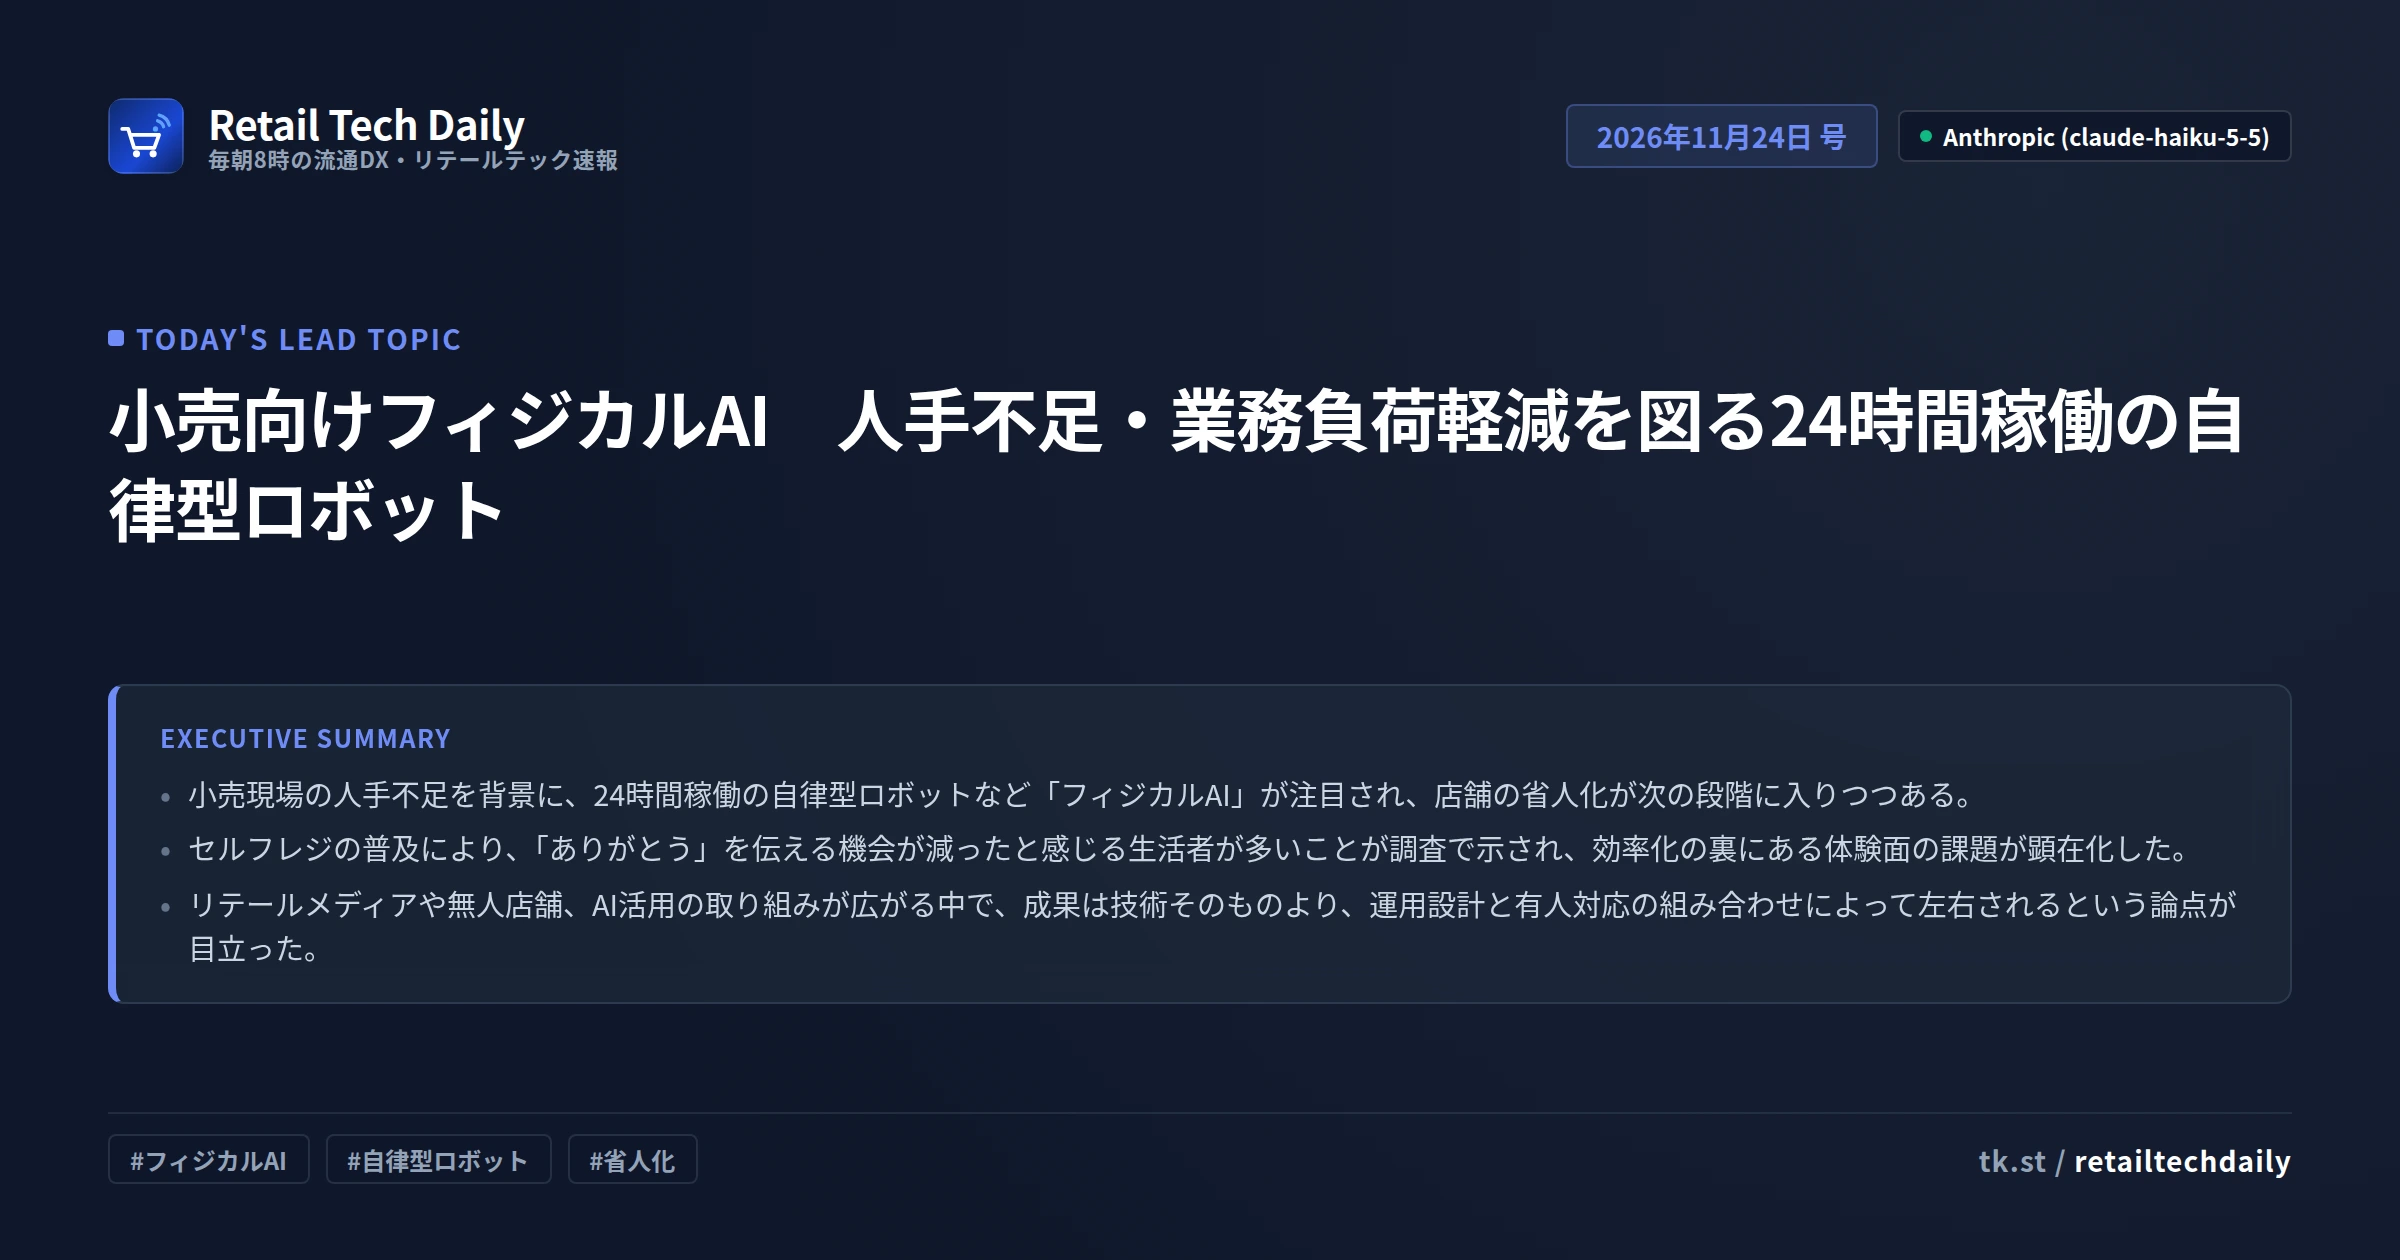 Retail Tech Daily
毎朝8時の流通DX・リテールテック速報
2026年11月24日 号
Anthropic (claude-haiku-5-5)
TODAY'S LEAD TOPIC
小売向けフィジカルAI　人手不足・業務負荷軽減を図る24時間稼働の自
律型ロボット
EXECUTIVE SUMMARY
小売現場の人手不足を背景に、24時間稼働の自律型ロボットなど「フィジカルAI」が注目され、店舗の省人化が次の段階に入りつつある。
セルフレジの普及により、「ありがとう」を伝える機会が減ったと感じる生活者が多いことが調査で示され、効率化の裏にある体験面の課題が顕在化した。
リテールメディアや無人店舗、AI活用の取り組みが広がる中で、成果は技術そのものより、運用設計と有人対応の組み合わせによって左右されるという論点が
目立った。
#フィジカルAI
#自律型ロボット
#省人化
tk.st / retailtechdaily